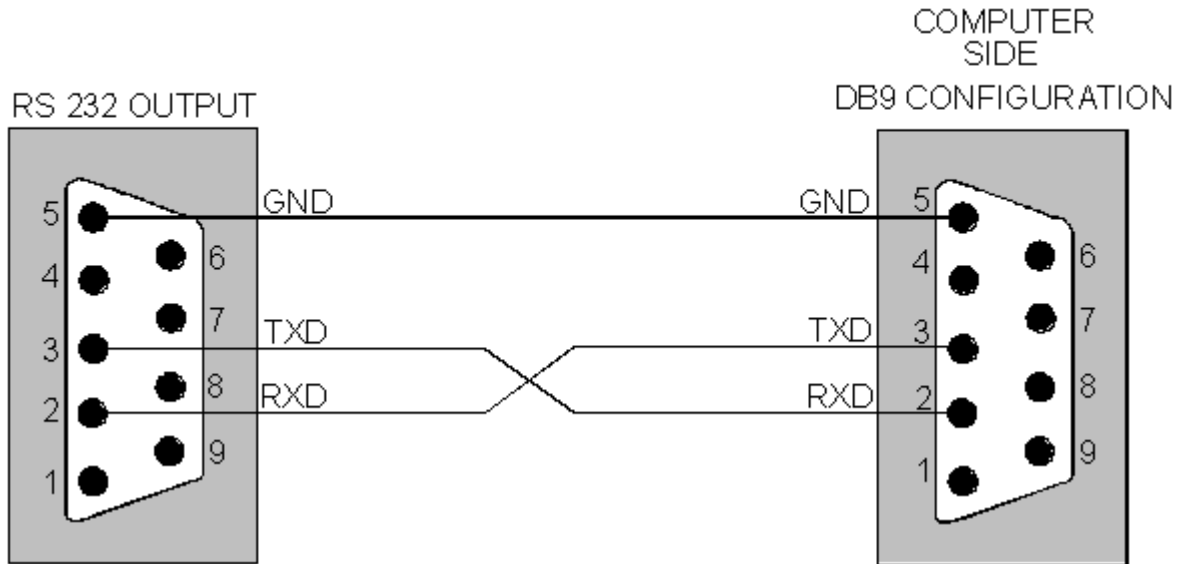 COMPUTER
SIDE
RS 232 OUTPUT
DB9 CONFIGURATION
5 GND GND 5
6 6
4 4
7 7
3 TXD TXD 3
8 8
2 RXD RXD 2
9 9
1 1